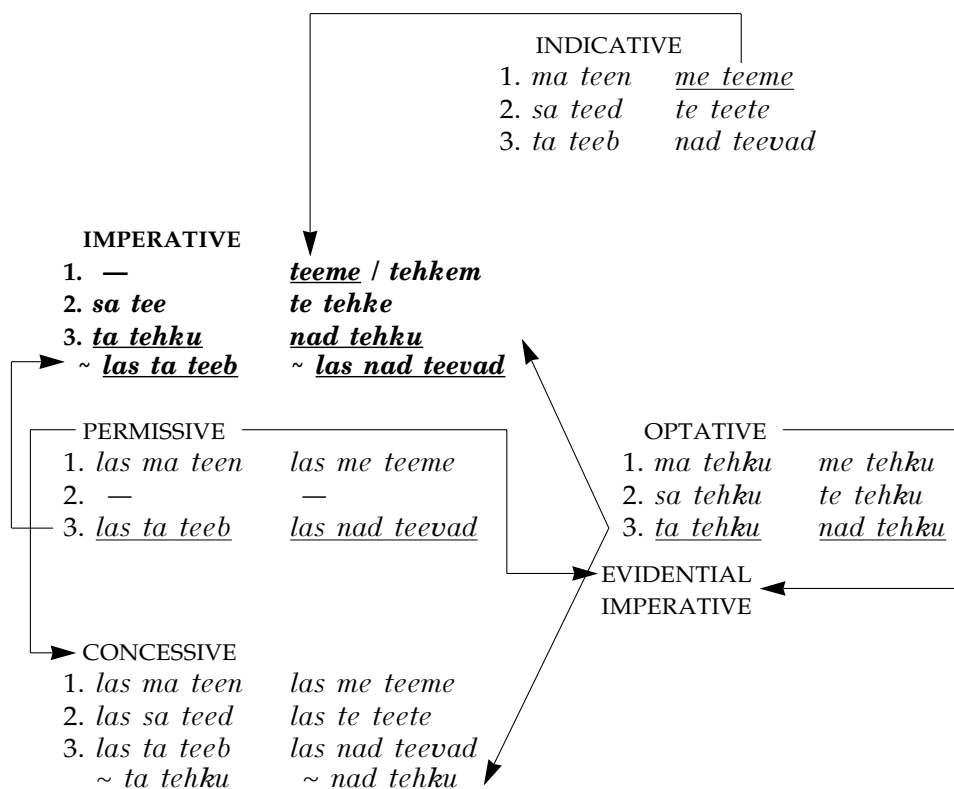 INDICATIVE
1. ma teen me teeme
2. sa teed te teete
3. ta teeb nad teevad
IMPERATIVE
1. — teeme / tehkem
2. sa tee te tehke
3. ta tehku nad tehku
~ las ta teeb ~ las nad teevad
PERMISSIVE
1. las ma teen las me teeme
2. — —
3. las ta teeb las nad teevad
OPTATIVE
1. ma tehku me tehku
2. sa tehku te tehku
3. ta tehku nad tehku
EVIDENTIAL
IMPERATIVE
CONCESSIVE
1. las ma teen las me teeme
2. las sa teed las te teete
3. las ta teeb las nad teevad
~ ta tehku ~ nad tehku